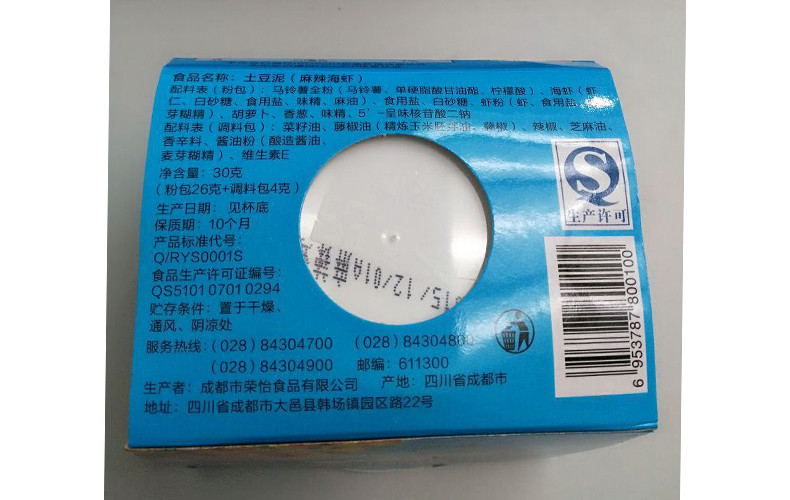 食品名称：土豆泥（麻辣海虾）
配料表（粉包）：马铃薯全粉（马铃薯、单硬脂酸甘油酯、柠檬酸）、海虾（虾
仁、白砂糖、食用盐、味精、麻油）、食用盐、白砂糖、虾粉（虾、食用盐、
芽糊精）、胡萝卜、香葱、味精、5'-呈味核苷酸二钠
配料表（调料包）：菜籽油、藤椒油（精炼玉米胚芽油、藤椒）、辣椒、芝麻油、
香辛料、酱油粉（酿造酱油、
麦芽糊精）、维生素E
净含量：30克
（粉包26克+调料包4克）
生产日期：见杯底
保质期：10个月
产品标准代号：
Q/RYS0001S
食品生产许可证编号：
QS5101 0701 0294
贮存条件：置于干燥、
通风、阴凉处
服务热线：（028）84304700 （028）84304800
（028）84304900 邮编：611300
生产者：成都市荣怡食品有限公司 产地：四川省成都市
地址：四川省成都市大邑县韩场镇园区路22号
15/12/01A
生产许可
6 953787 800100